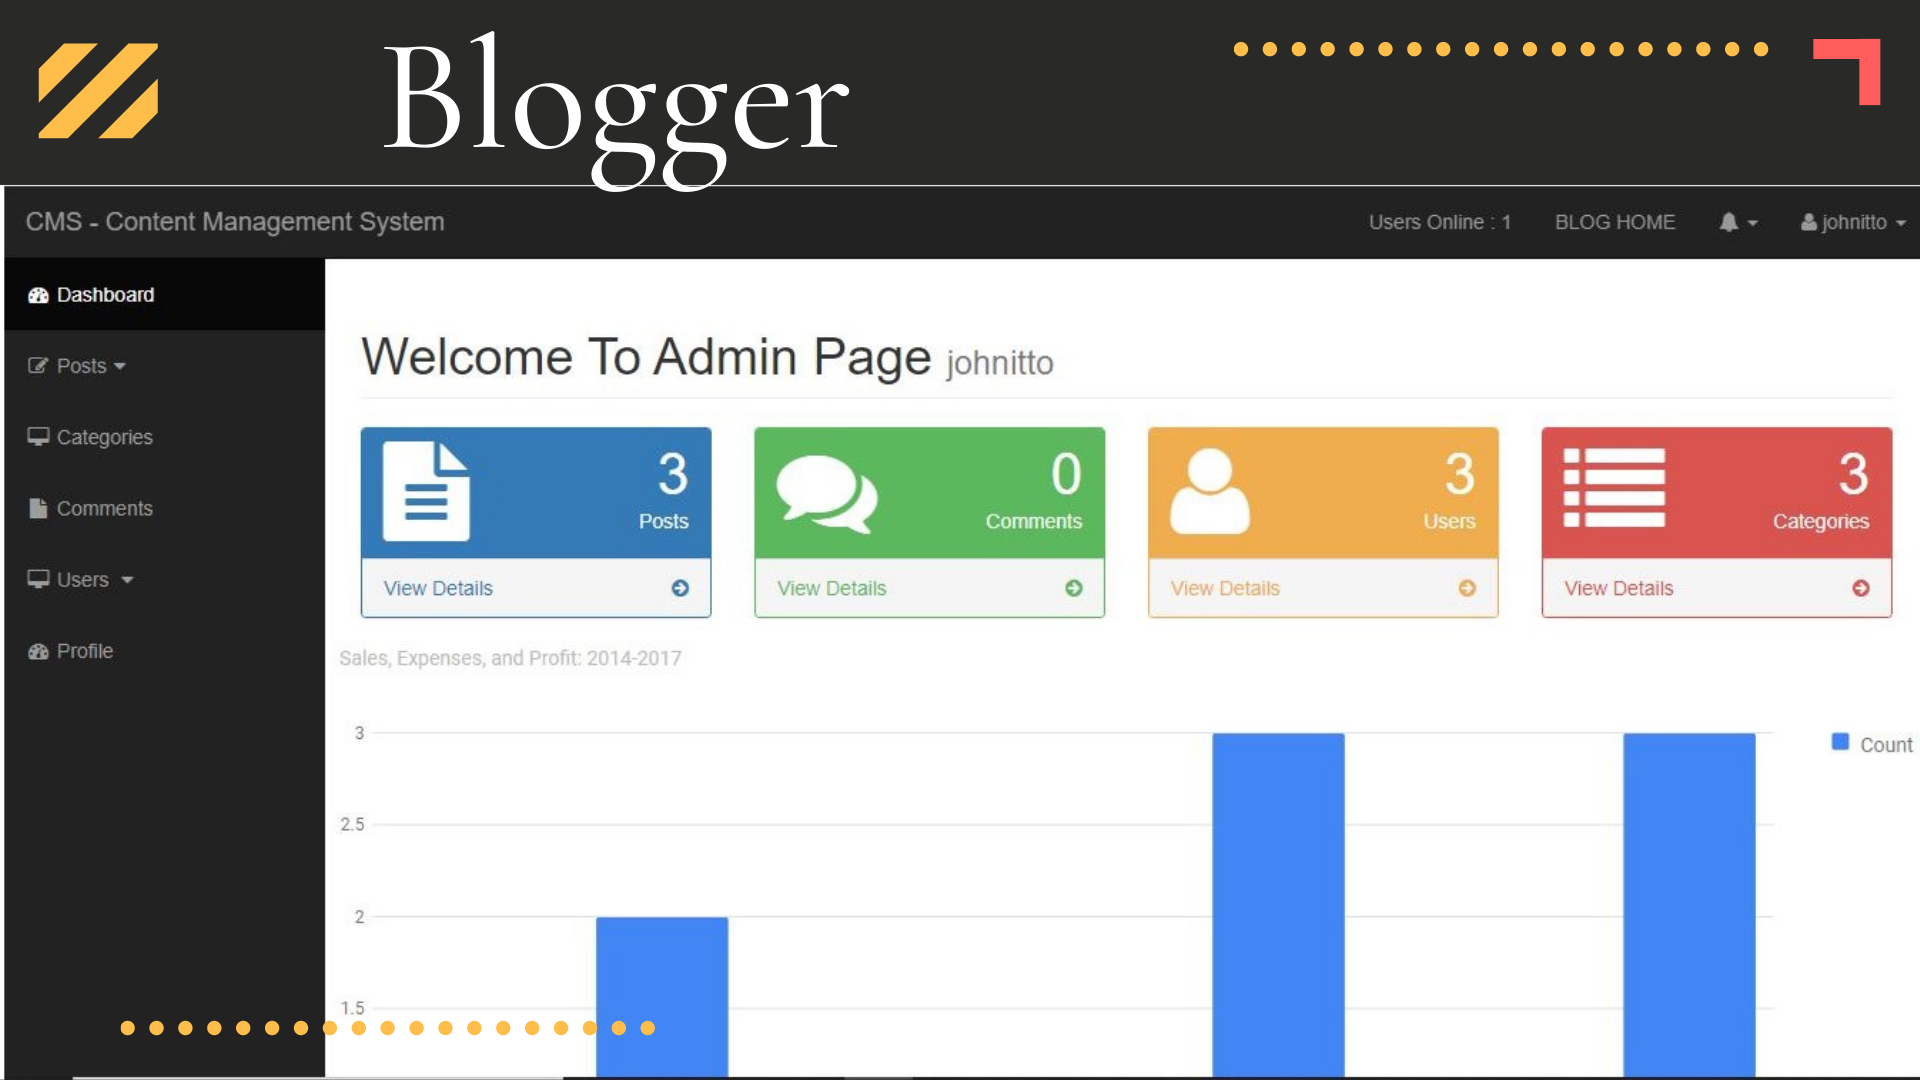 Blogger
CMS - Content Management System
Users Online : 1
BLOG HOME
johnitto
Dashboard
Posts
Categories
Comments
Users
Profile
Welcome To Admin Page johnitto
3
Posts
View Details
0
Comments
View Details
3
Users
View Details
3
Categories
View Details
Sales, Expenses, and Profit: 2014-2017
3
2.5
2
1.5
Count